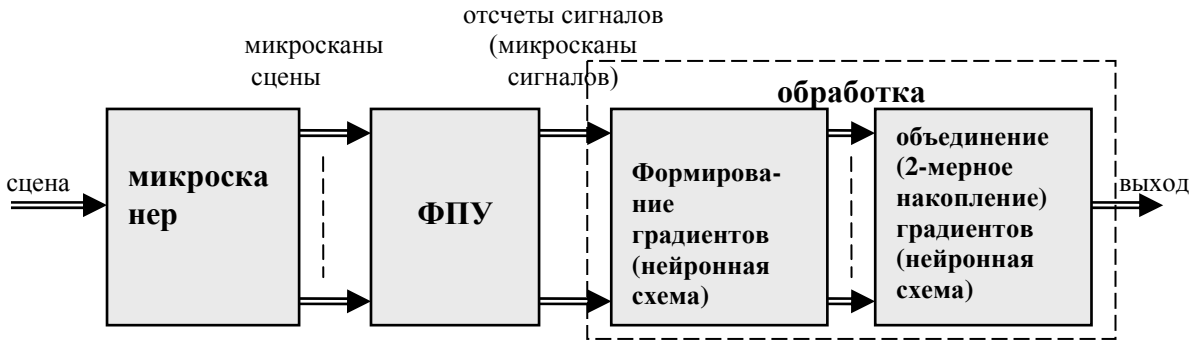 отсчеты сигналов
(микросканы
сигналов)
микросканы
сцены
обработка
сцена
микроска
нер
ФПУ
Формирова-
ние
градиентов
(нейронная
схема)
объединение
(2-мерное
накопление)
градиентов
(нейронная
схема)
выход